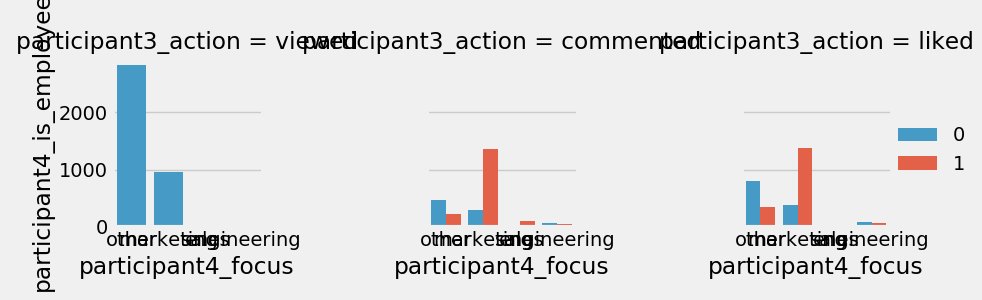 participant3_action = viewed
participant3_action = commented
participant3_action = liked
participant4_is_employee
2000
1000
0
0
1
other marketing sales engineering
other marketing sales engineering
other marketing sales engineering
participant4_focus
participant4_focus
participant4_focus